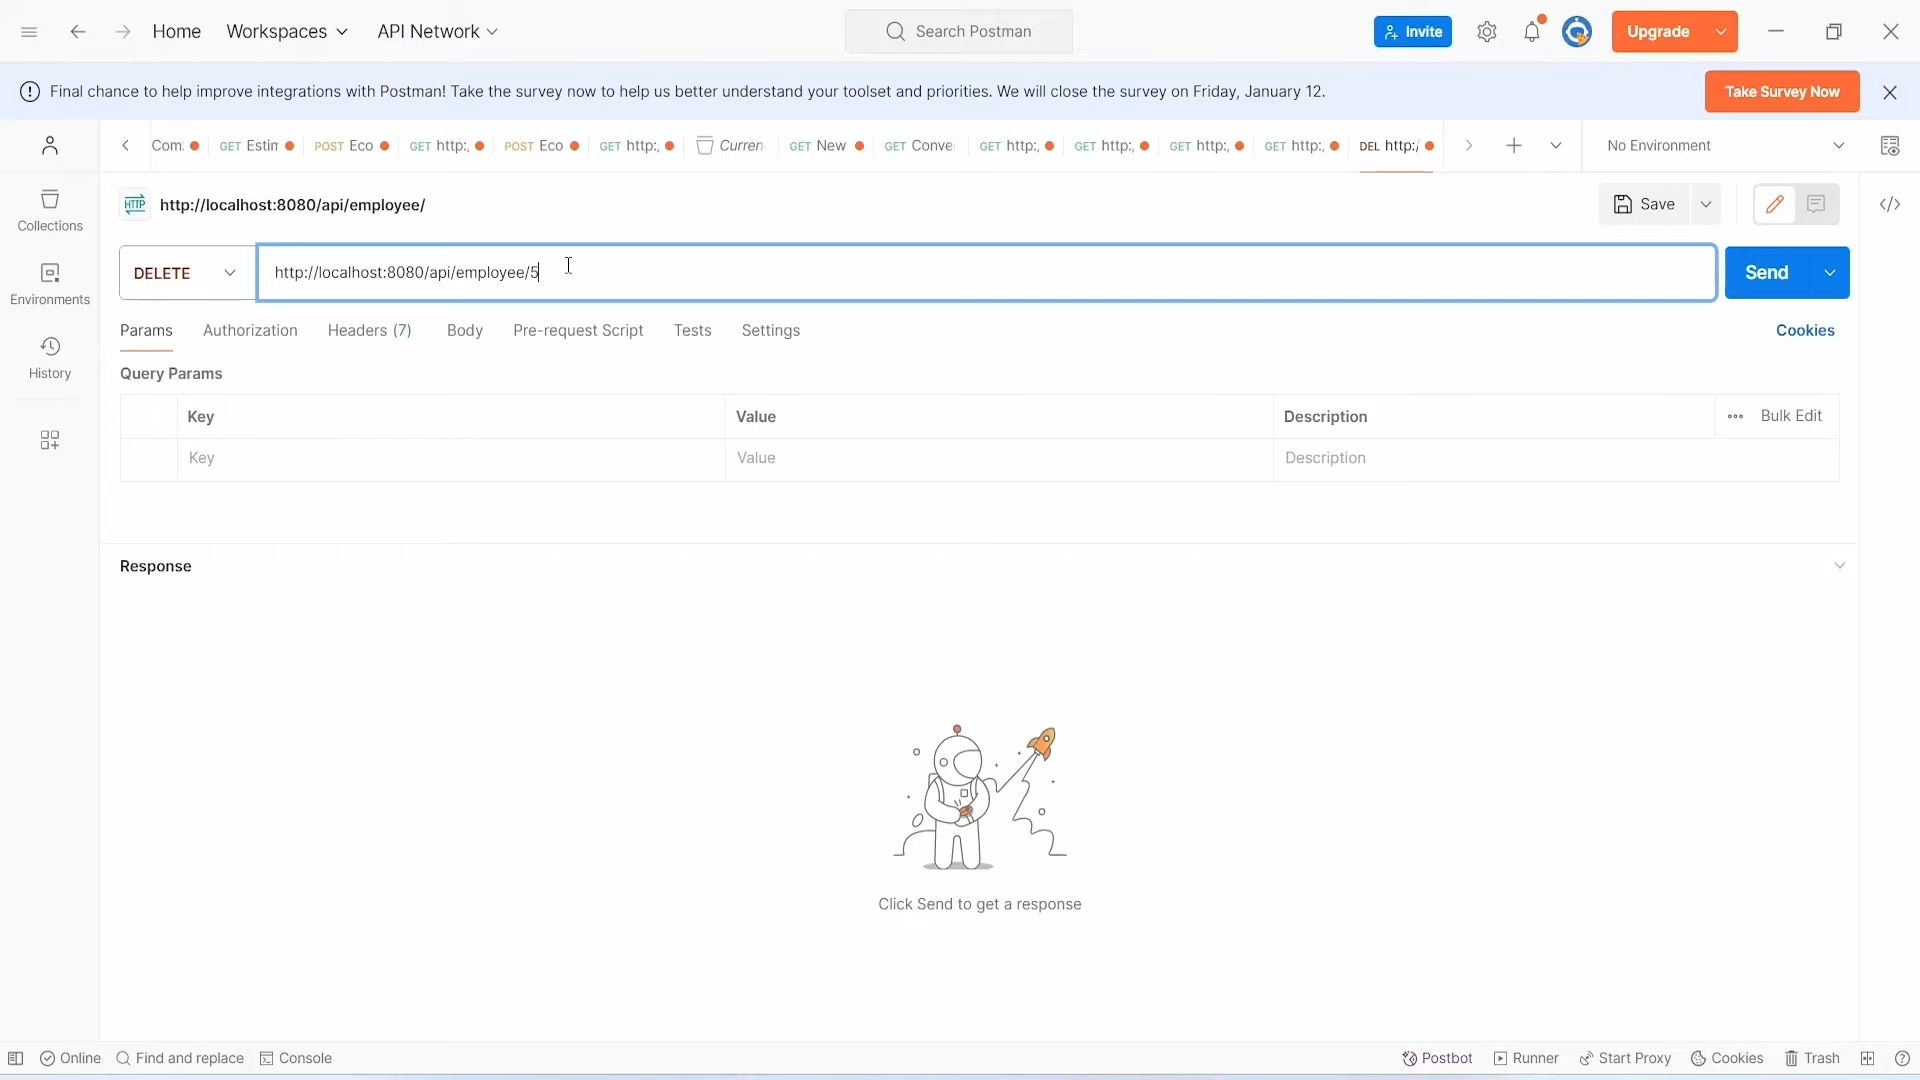 Home Workspaces API Network Search Postman Invite Upgrade
Final chance to help improve integrations with Postman! Take the survey now to help us better understand your toolset and priorities. We will close the survey on Friday, January 12. Take Survey Now
Com. GET Estin POST Eco GET http:, POST Eco GET http:, Curren GET New GET Conve GET http:, GET http:, GET http:, GET http:, DEL http:/ No Environment
HTTP http://localhost:8080/api/employee/ Save
Collections
DELETE http://localhost:8080/api/employee/5 Send
Environments
Params Authorization Headers (7) Body Pre-request Script Tests Settings Cookies
History
Query Params
Key Value Description Bulk Edit
Key Value Description
Response
Click Send to get a response
Online Find and replace Console Postbot Runner Start Proxy Cookies Trash